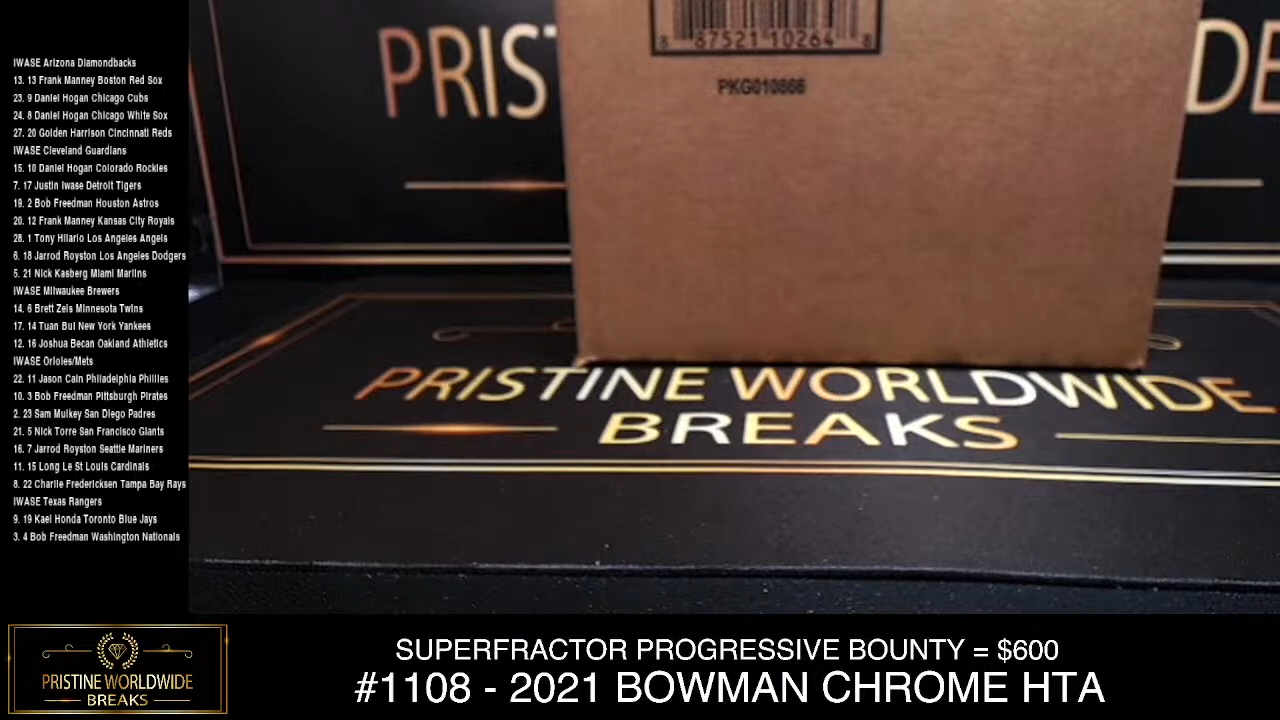 IWASE Arizona Diamondbacks
13. 13 Frank Manney Boston Red Sox
23. 9 Daniel Hogan Chicago Cubs
24. 8 Daniel Hogan Chicago White Sox
27. 20 Golden Harrison Cincinnati Reds
IWASE Cleveland Guardians
15. 10 Daniel Hogan Colorado Rockies
7. 17 Justin Iwase Detroit Tigers
19. 2 Bob Freedman Houston Astros
20. 12 Frank Manney Kansas City Royals
28. 1 Tony Hilario Los Angeles Angels
6. 18 Jarrod Royston Los Angeles Dodgers
5. 21 Nick Kasberg Miami Marlins
IWASE Milwaukee Brewers
14. 6 Brett Zeis Minnesota Twins
17. 14 Tuan Bui New York Yankees
12. 16 Joshua Becan Oakland Athletics
IWASE Orioles/Mets
22. 11 Jason Cain Philadelphia Phillies
10. 3 Bob Freedman Pittsburgh Pirates
2. 23 Sam Mulkey San Diego Padres
21. 5 Nick Torre San Francisco Giants
16. 7 Jarrod Royston Seattle Mariners
11. 15 Long Le St Louis Cardinals
8. 22 Charlie Fredericksen Tampa Bay Rays
IWASE Texas Rangers
9. 19 Kaei Honda Toronto Blue Jays
3. 4 Bob Freedman Washington Nationals
PRIST DE
8 87521 10264 8
PKG010866
PRISTINE WORLDWIDE
BREAKS
PRISTINE WORLDWIDE
BREAKS
SUPERFRACTOR PROGRESSIVE BOUNTY = $600
#1108 - 2021 BOWMAN CHROME HTA